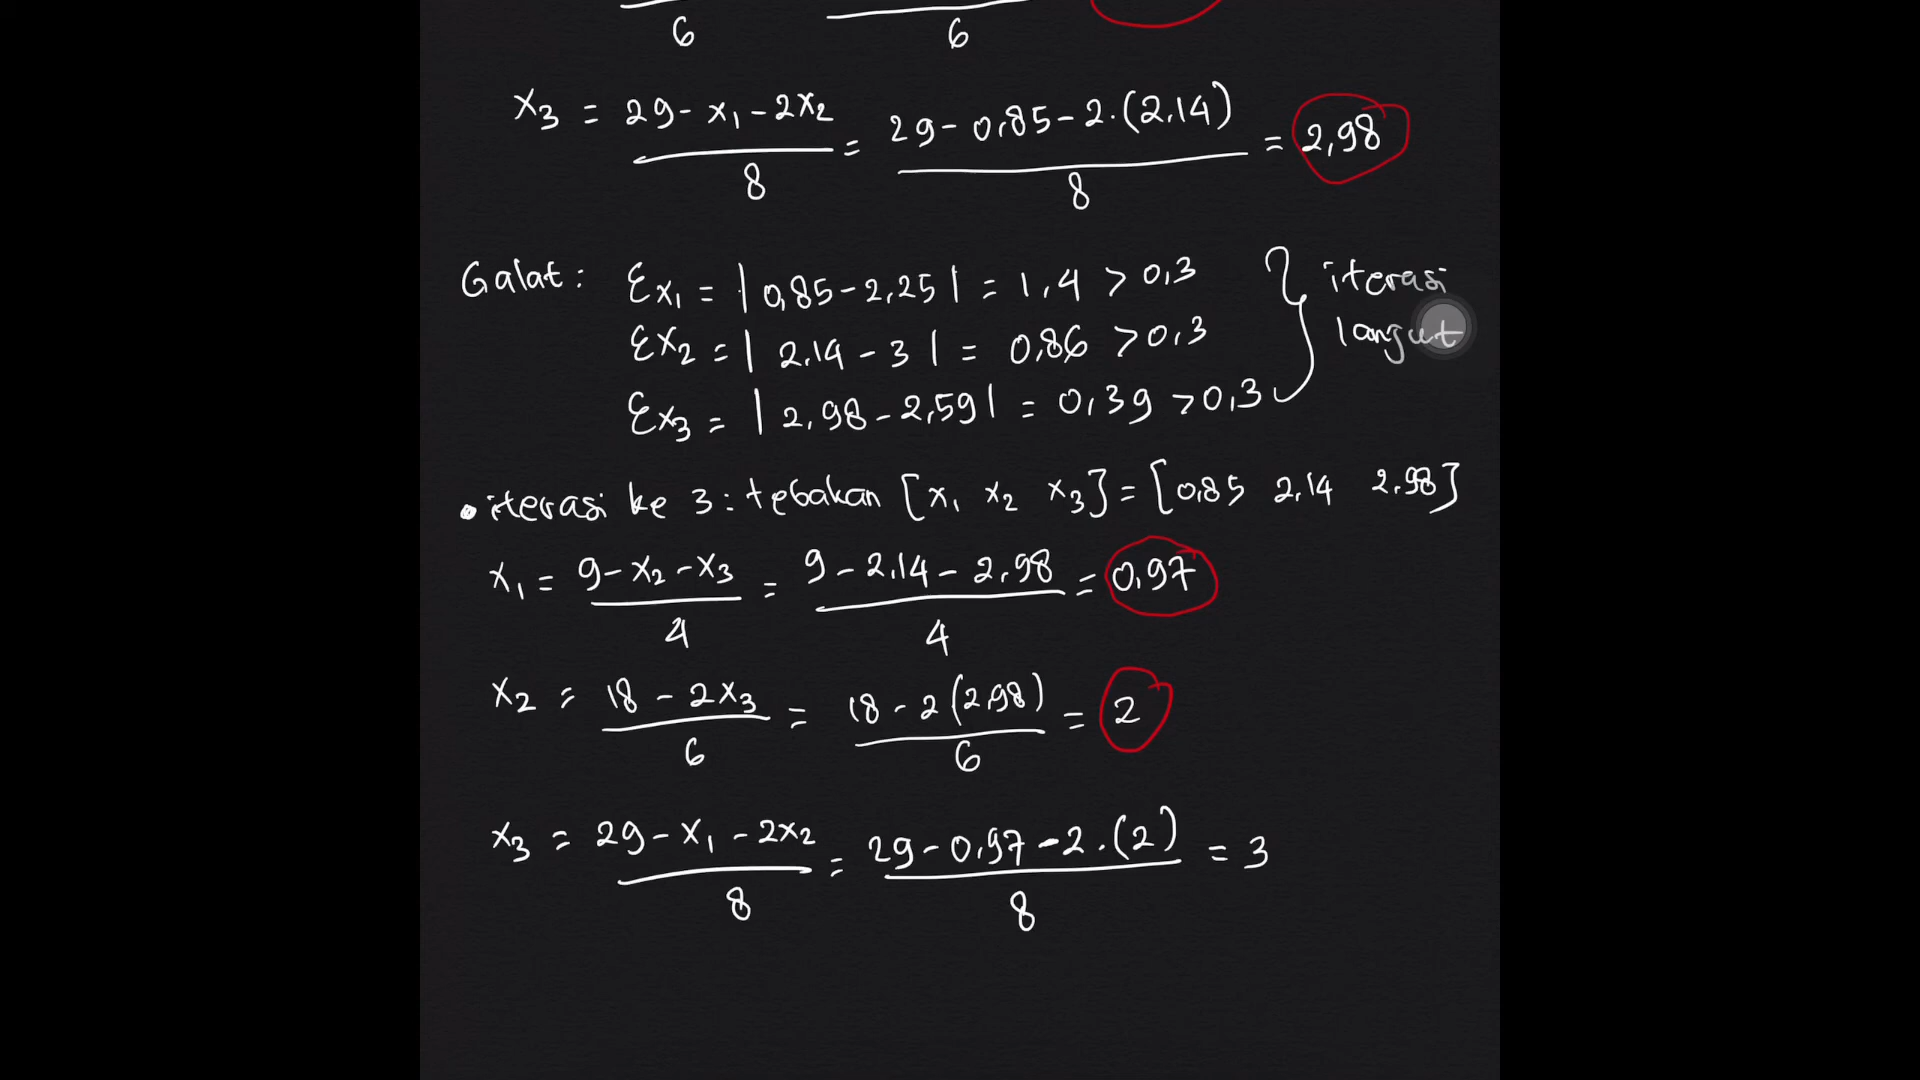 6 6
x₃ = (29 - x₁ - 2x₂)/8 = (29 - 0,85 - 2.(2.14))/8 = 2,98
Galat: Ɛx₁ = |0,85 - 2,25| = 1,4 > 0,3
Ɛx₂ = |2.14 - 3| = 0,86 > 0,3
Ɛx₃ = |2,98 - 2,59| = 0,39 > 0,3
} iterasi
lanjut
• iterasi ke 3 : tebakan [x₁ x₂ x₃] = [0,85 2,14 2.98]
x₁ = (9 - x₂ - x₃)/4 = (9 - 2.14 - 2,98)/4 = 0,97
x₂ = (18 - 2x₃)/6 = (18 - 2(2,98))/6 = 2
x₃ = (29 - x₁ - 2x₂)/8 = (29 - 0,97 - 2.(2))/8 = 3